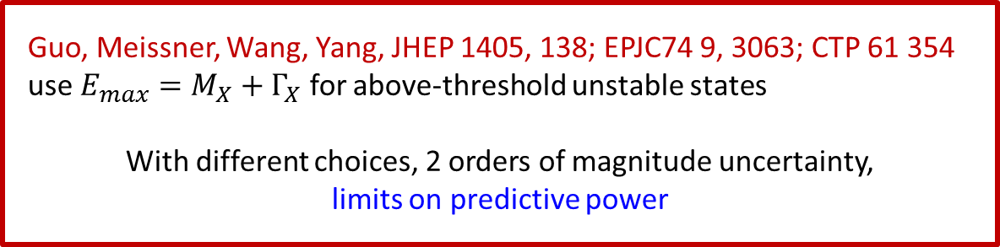 Guo, Meissner, Wang, Yang, JHEP 1405, 138; EPJC74 9, 3063; CTP 61 354
use $E_{max} = M_X + \Gamma_X$ for above-threshold unstable states
With different choices, 2 orders of magnitude uncertainty,
limits on predictive power